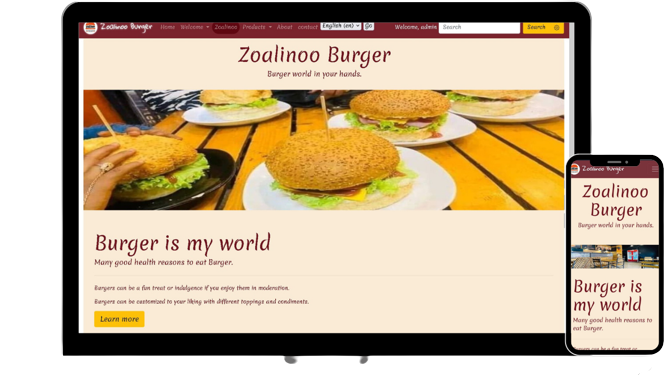 Zoalinoo Burger
Home Welcome Zoalinoo Products About contact English (en) Go Welcome, admin Search Search
Zoalinoo Burger
Burger world in your hands.
Burger is my world
Many good health reasons to eat Burger.
Burgers can be a fun treat or indulgence if you enjoy them in moderation.
Burgers can be customized to your liking with different toppings and condiments.
Learn more
Zoalinoo Burger
Zoalinoo
Burger
Burger world in your hands.
Burger is
my world
Many good health reasons to
eat Burger.